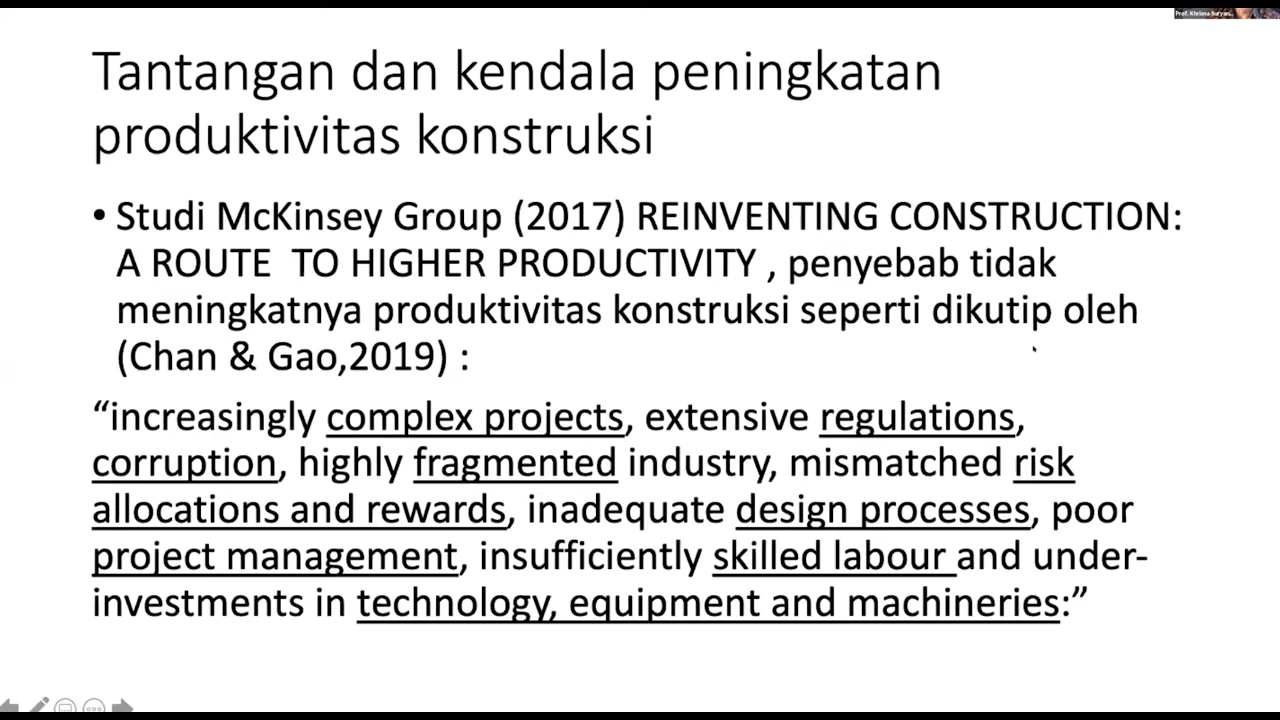 Prof. Khrisna Suryan...
Tantangan dan kendala peningkatan
produktivitas konstruksi
• Studi McKinsey Group (2017) REINVENTING CONSTRUCTION:
A ROUTE TO HIGHER PRODUCTIVITY , penyebab tidak
meningkatnya produktivitas konstruksi seperti dikutip oleh
(Chan & Gao,2019) :
“increasingly complex projects, extensive regulations,
corruption, highly fragmented industry, mismatched risk
allocations and rewards, inadequate design processes, poor
project management, insufficiently skilled labour and under-
investments in technology, equipment and machineries:”